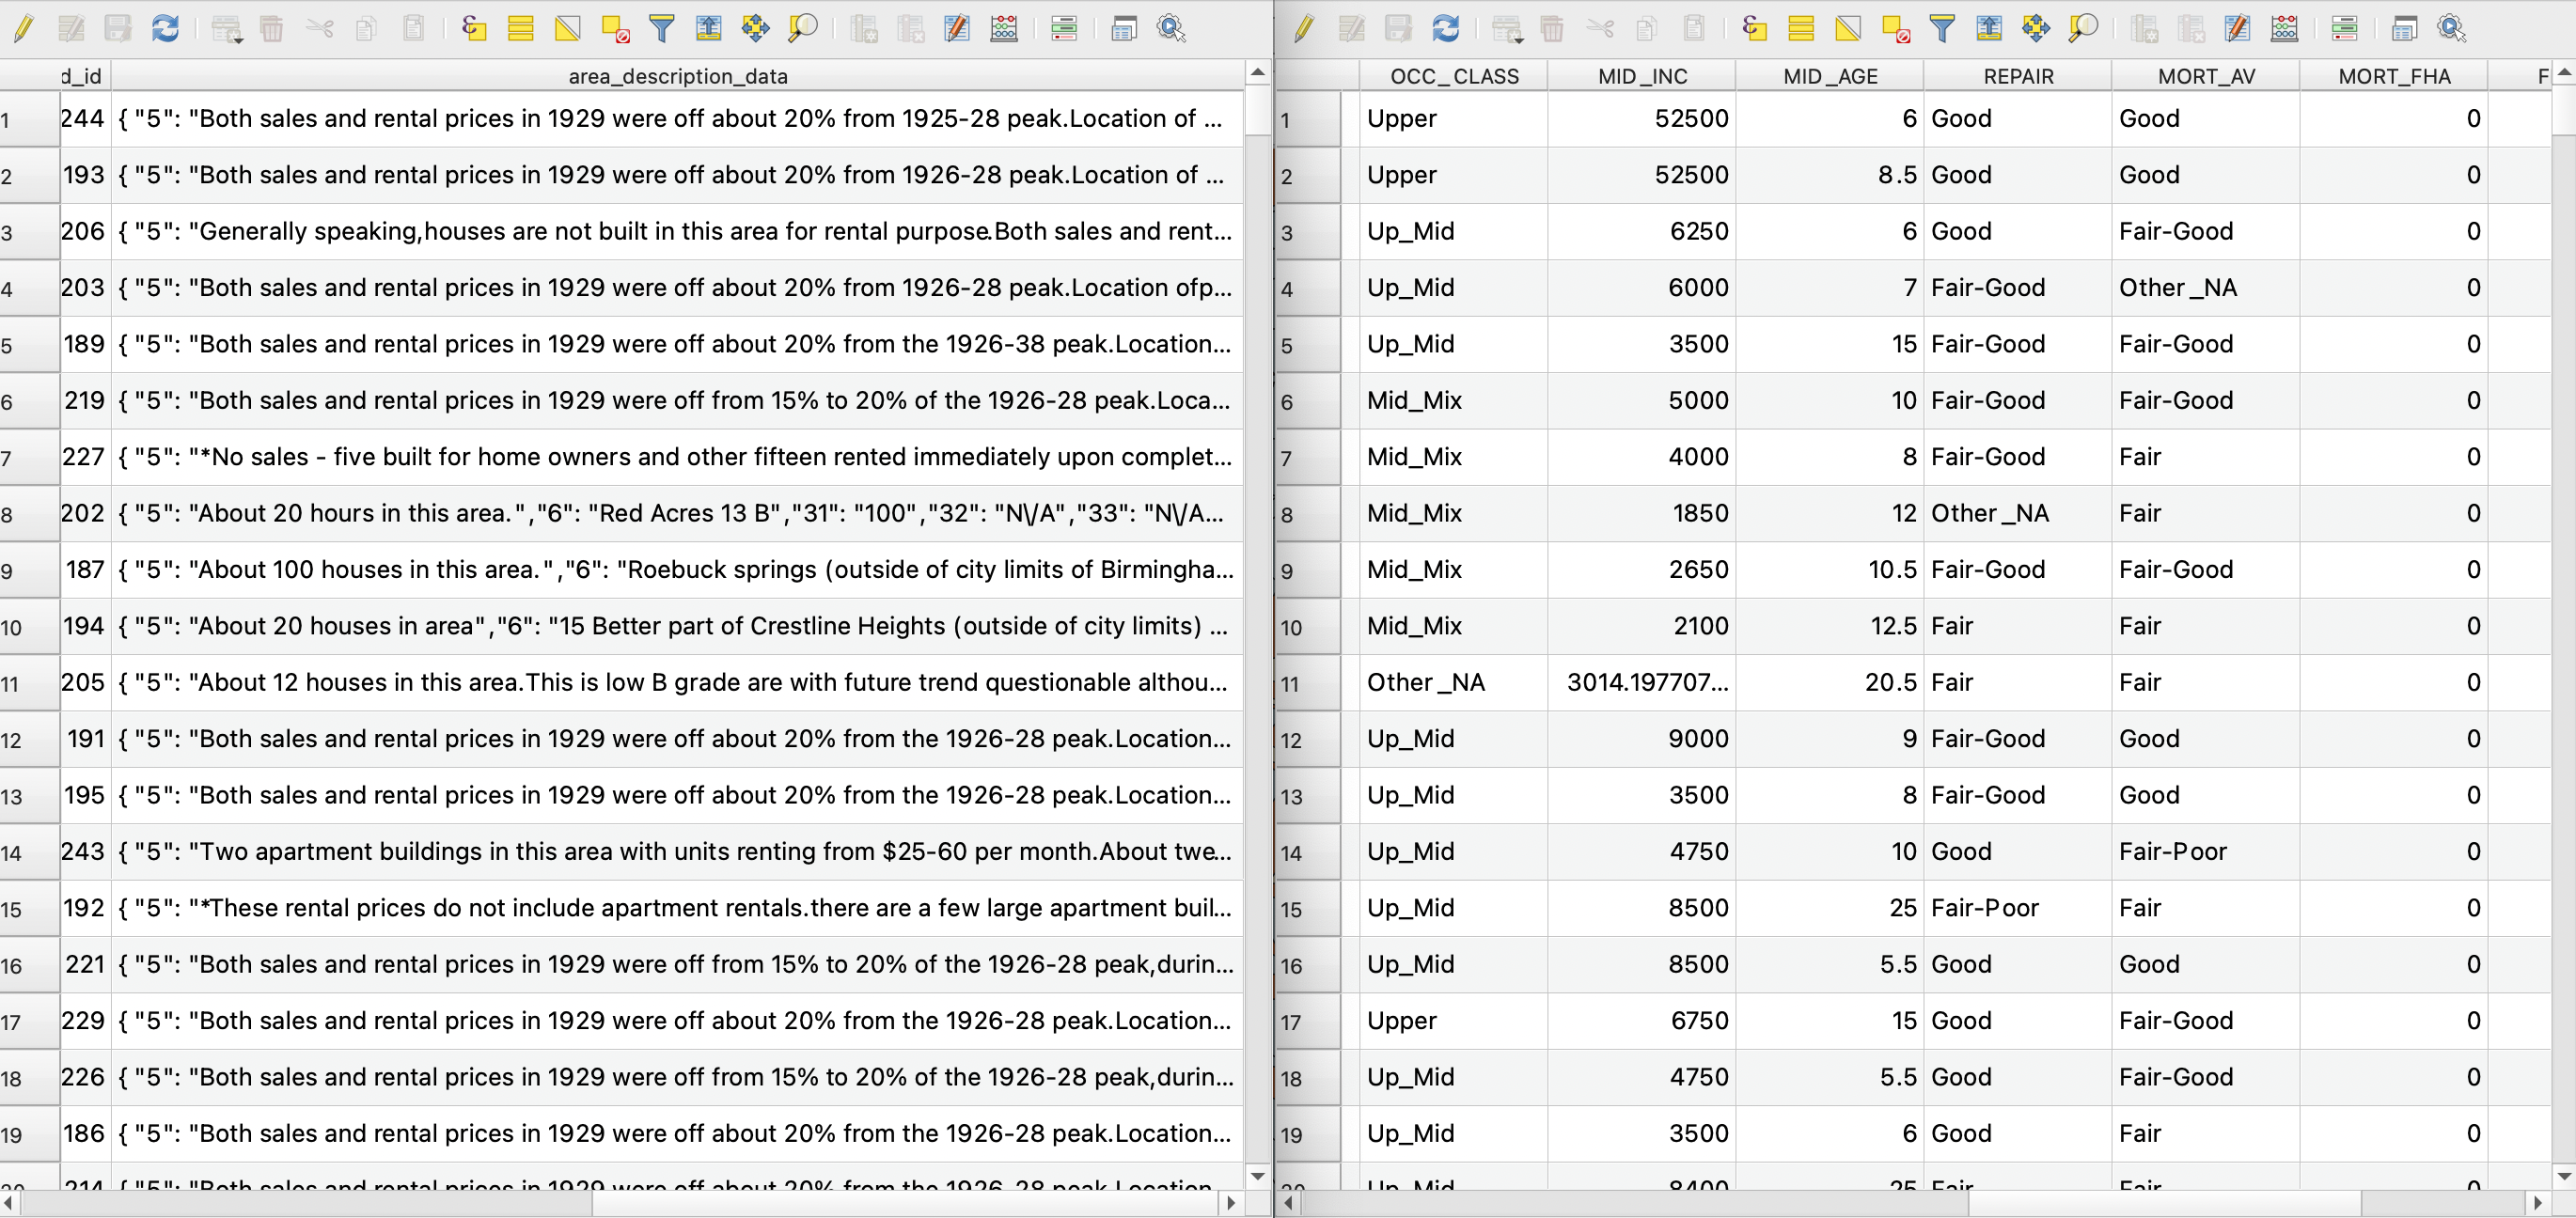 d_id area_description_data
1 244 { "5": "Both sales and rental prices in 1929 were off about 20% from 1925-28 peak.Location of ...
2 193 { "5": "Both sales and rental prices in 1929 were off about 20% from 1926-28 peak.Location of ...
3 206 { "5": "Generally speaking,houses are not built in this area for rental purpose.Both sales and rent...
4 203 { "5": "Both sales and rental prices in 1929 were off about 20% from 1926-28 peak.Location ofp...
5 189 { "5": "Both sales and rental prices in 1929 were off about 20% from the 1926-38 peak.Location...
6 219 { "5": "Both sales and rental prices in 1929 were off from 15% to 20% of the 1926-28 peak.Loca...
7 227 { "5": "*No sales - five built for home owners and other fifteen rented immediately upon complet...
8 202 { "5": "About 20 hours in this area.","6": "Red Acres 13 B","31": "100","32": "N\/A","33": "N\/A...
9 187 { "5": "About 100 houses in this area.","6": "Roebuck springs (outside of city limits of Birmingha...
10 194 { "5": "About 20 houses in area","6": "15 Better part of Crestline Heights (outside of city limits) ...
11 205 { "5": "About 12 houses in this area.This is low B grade are with future trend questionable althou...
12 191 { "5": "Both sales and rental prices in 1929 were off about 20% from the 1926-28 peak.Location...
13 195 { "5": "Both sales and rental prices in 1929 were off about 20% from the 1926-28 peak.Location...
14 243 { "5": "Two apartment buildings in this area with units renting from $25-60 per month.About twe...
15 192 { "5": "*These rental prices do not include apartment rentals.there are a few large apartment buil...
16 221 { "5": "Both sales and rental prices in 1929 were off from 15% to 20% of the 1926-28 peak,durin...
17 229 { "5": "Both sales and rental prices in 1929 were off about 20% from the 1926-28 peak.Location...
18 226 { "5": "Both sales and rental prices in 1929 were off from 15% to 20% of the 1926-28 peak,durin...
19 186 { "5": "Both sales and rental prices in 1929 were off about 20% from the 1926-28 peak.Location...
20 214 { "5": "Both sales and rental prices in 1929 were off about 20% from the 1926-28 peak.Location
OCC_CLASS MID_INC MID_AGE REPAIR MORT_AV MORT_FHA F
1 Upper 52500 6 Good Good 0
2 Upper 52500 8.5 Good Good 0
3 Up_Mid 6250 6 Good Fair-Good 0
4 Up_Mid 6000 7 Fair-Good Other_NA 0
5 Up_Mid 3500 15 Fair-Good Fair-Good 0
6 Mid_Mix 5000 10 Fair-Good Fair-Good 0
7 Mid_Mix 4000 8 Fair-Good Fair 0
8 Mid_Mix 1850 12 Other_NA Fair 0
9 Mid_Mix 2650 10.5 Fair-Good Fair-Good 0
10 Mid_Mix 2100 12.5 Fair Fair 0
11 Other_NA 3014.197707... 20.5 Fair Fair 0
12 Up_Mid 9000 9 Fair-Good Good 0
13 Up_Mid 3500 8 Fair-Good Good 0
14 Up_Mid 4750 10 Good Fair-Poor 0
15 Up_Mid 8500 25 Fair-Poor Fair 0
16 Up_Mid 8500 5.5 Good Good 0
17 Upper 6750 15 Good Fair-Good 0
18 Up_Mid 4750 5.5 Good Fair-Good 0
19 Up_Mid 3500 6 Good Fair 0
20 Up_Mid 8400 25 Fair Fair 0